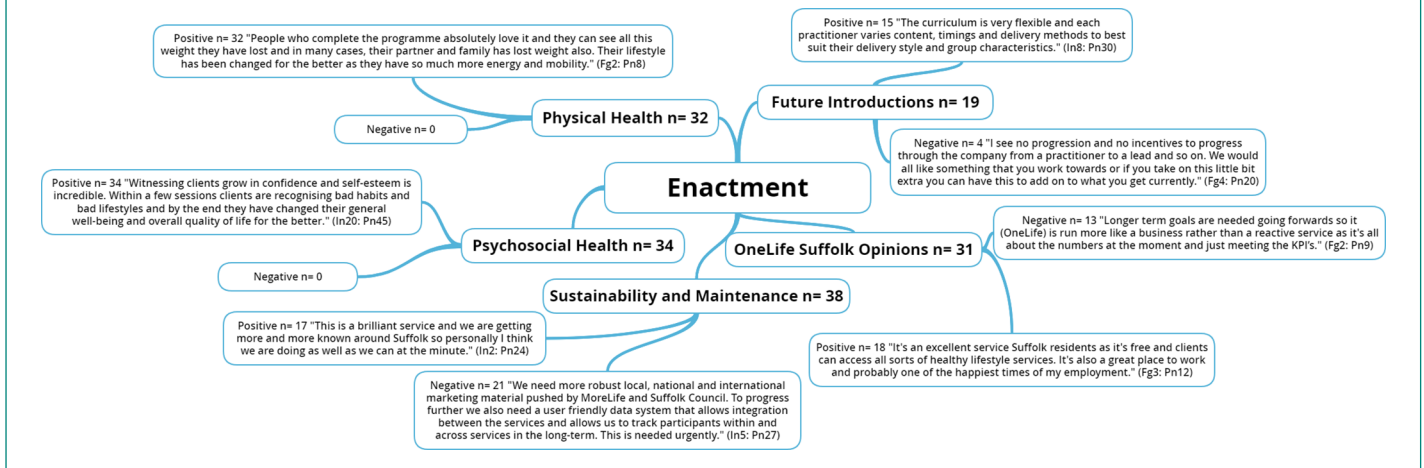 Enactment
Physical Health n= 32
Positive n= 32 "People who complete the programme absolutely love it and they can see all this
weight they have lost and in many cases, their partner and family has lost weight also. Their lifestyle
has been changed for the better as they have so much more energy and mobility." (Fg2: Pn8)
Negative n= 0
Psychosocial Health n= 34
Positive n= 34 "Witnessing clients grow in confidence and self-esteem is
incredible. Within a few sessions clients are recognising bad habits and
bad lifestyles and by the end they have changed their general
well-being and overall quality of life for the better." (In20: Pn45)
Negative n= 0
Sustainability and Maintenance n= 38
Positive n= 17 "This is a brilliant service and we are getting
more and more known around Suffolk so personally I think
we are doing as well as we can at the minute." (In2: Pn24)
Negative n= 21 "We need more robust local, national and international
marketing material pushed by MoreLife and Suffolk Council. To progress
further we also need a user friendly data system that allows integration
between the services and allows us to track participants within and
across services in the long-term. This is needed urgently." (In5: Pn27)
Future Introductions n= 19
Positive n= 15 "The curriculum is very flexible and each
practitioner varies content, timings and delivery methods to best
suit their delivery style and group characteristics." (In8: Pn30)
Negative n= 4 "I see no progression and no incentives to progress
through the company from a practitioner to a lead and so on. We would
all like something that you work towards or if you take on this little bit
extra you can have this to add on to what you get currently." (Fg4: Pn20)
OneLife Suffolk Opinions n= 31
Negative n= 13 "Longer term goals are needed going forwards so it
(OneLife) is run more like a business rather than a reactive service as it's all
about the numbers at the moment and just meeting the KPI's." (Fg2: Pn9)
Positive n= 18 "It's an excellent service Suffolk residents as it's free and clients
can access all sorts of healthy lifestyle services. It's also a great place to work
and probably one of the happiest times of my employment." (Fg3: Pn12)